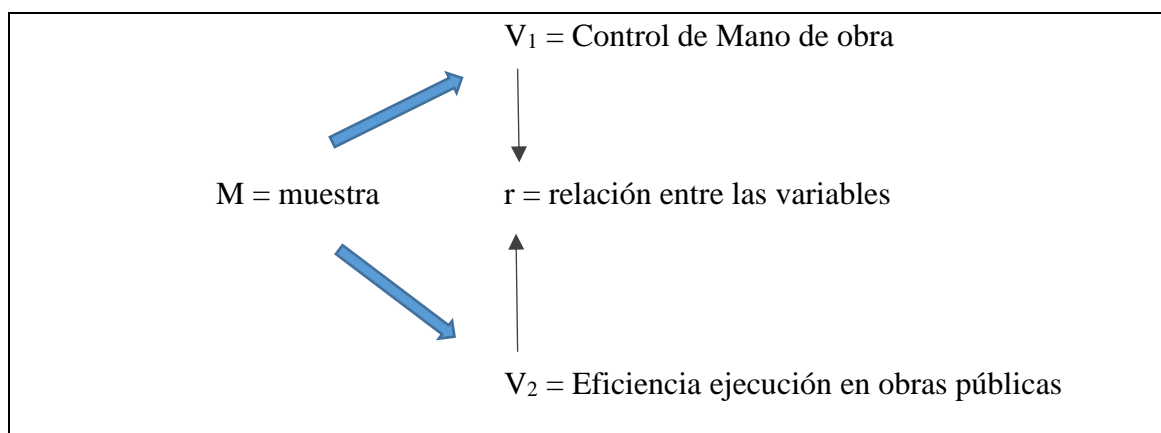 V₁ = Control de Mano de obra
M = muestra
r = relación entre las variables
V₂ = Eficiencia ejecución en obras públicas